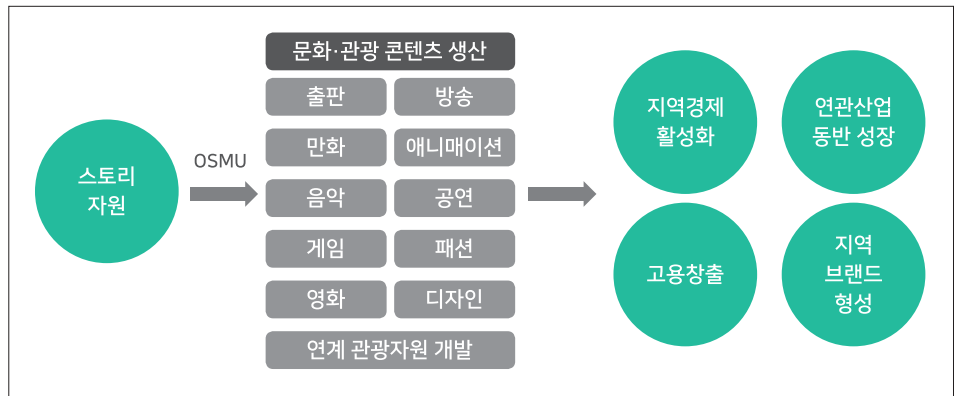 스토리
자원
OSMU
문화·관광 콘텐츠 생산
출판
방송
만화
애니매이션
음악
공연
게임
패션
영화
디자인
연계 관광자원 개발
지역경제
활성화
연관산업
동반 성장
고용창출
지역
브랜드
형성